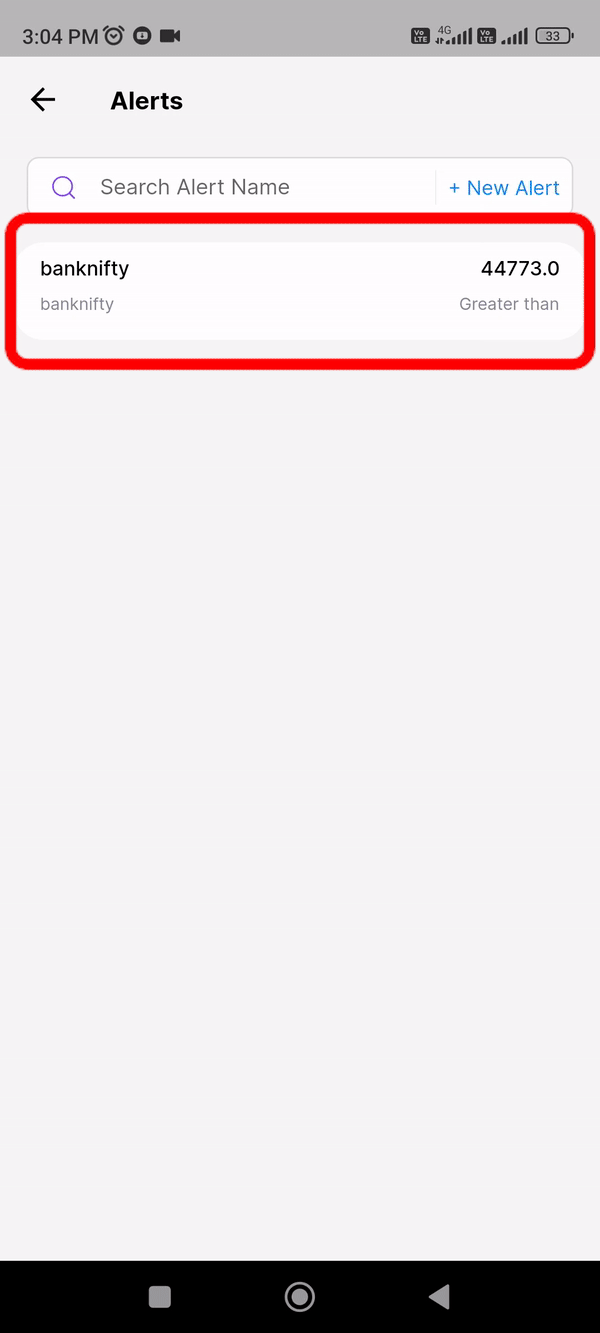 3:04 PM Vo LTE 4G Vo LTE 33
Alerts
Search Alert Name + New Alert
banknifty 44773.0
banknifty Greater than